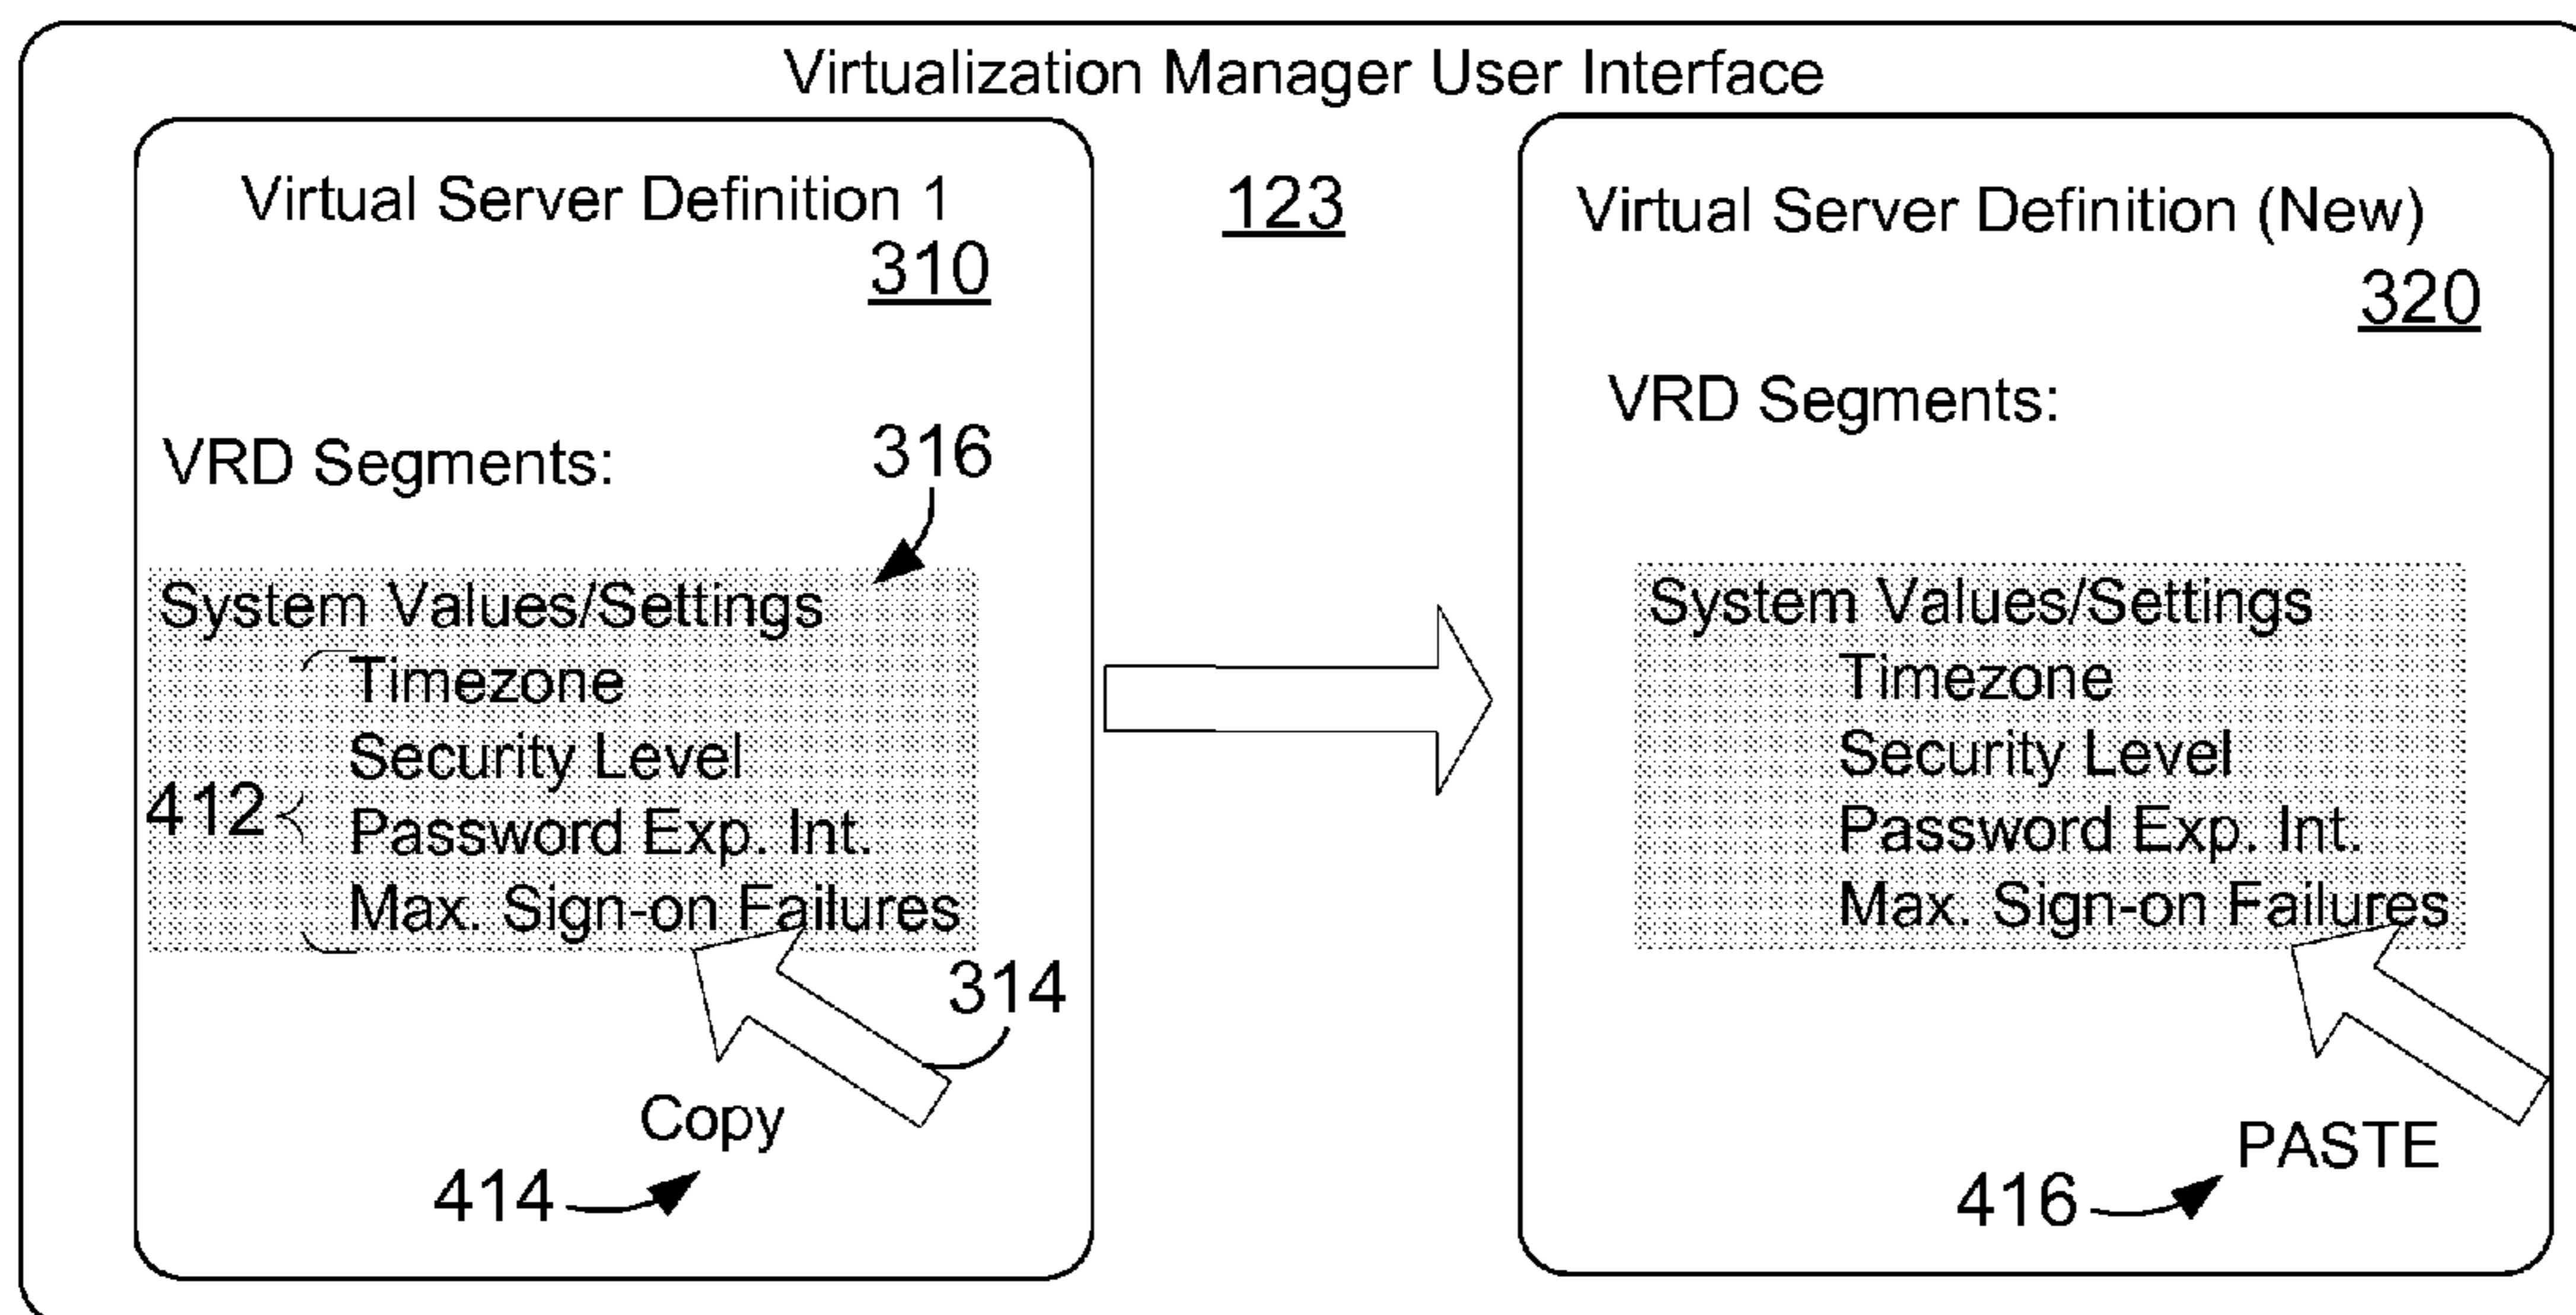 Virtualization Manager User Interface
Virtual Server Definition 1
310
VRD Segments:
316
System Values/Settings
Timezone
Security Level
412
Password Exp. Int.
Max. Sign-on Failures
314
Copy
414
123
Virtual Server Definition (New)
320
VRD Segments:
System Values/Settings
Timezone
Security Level
Password Exp. Int.
Max. Sign-on Failures
PASTE
416